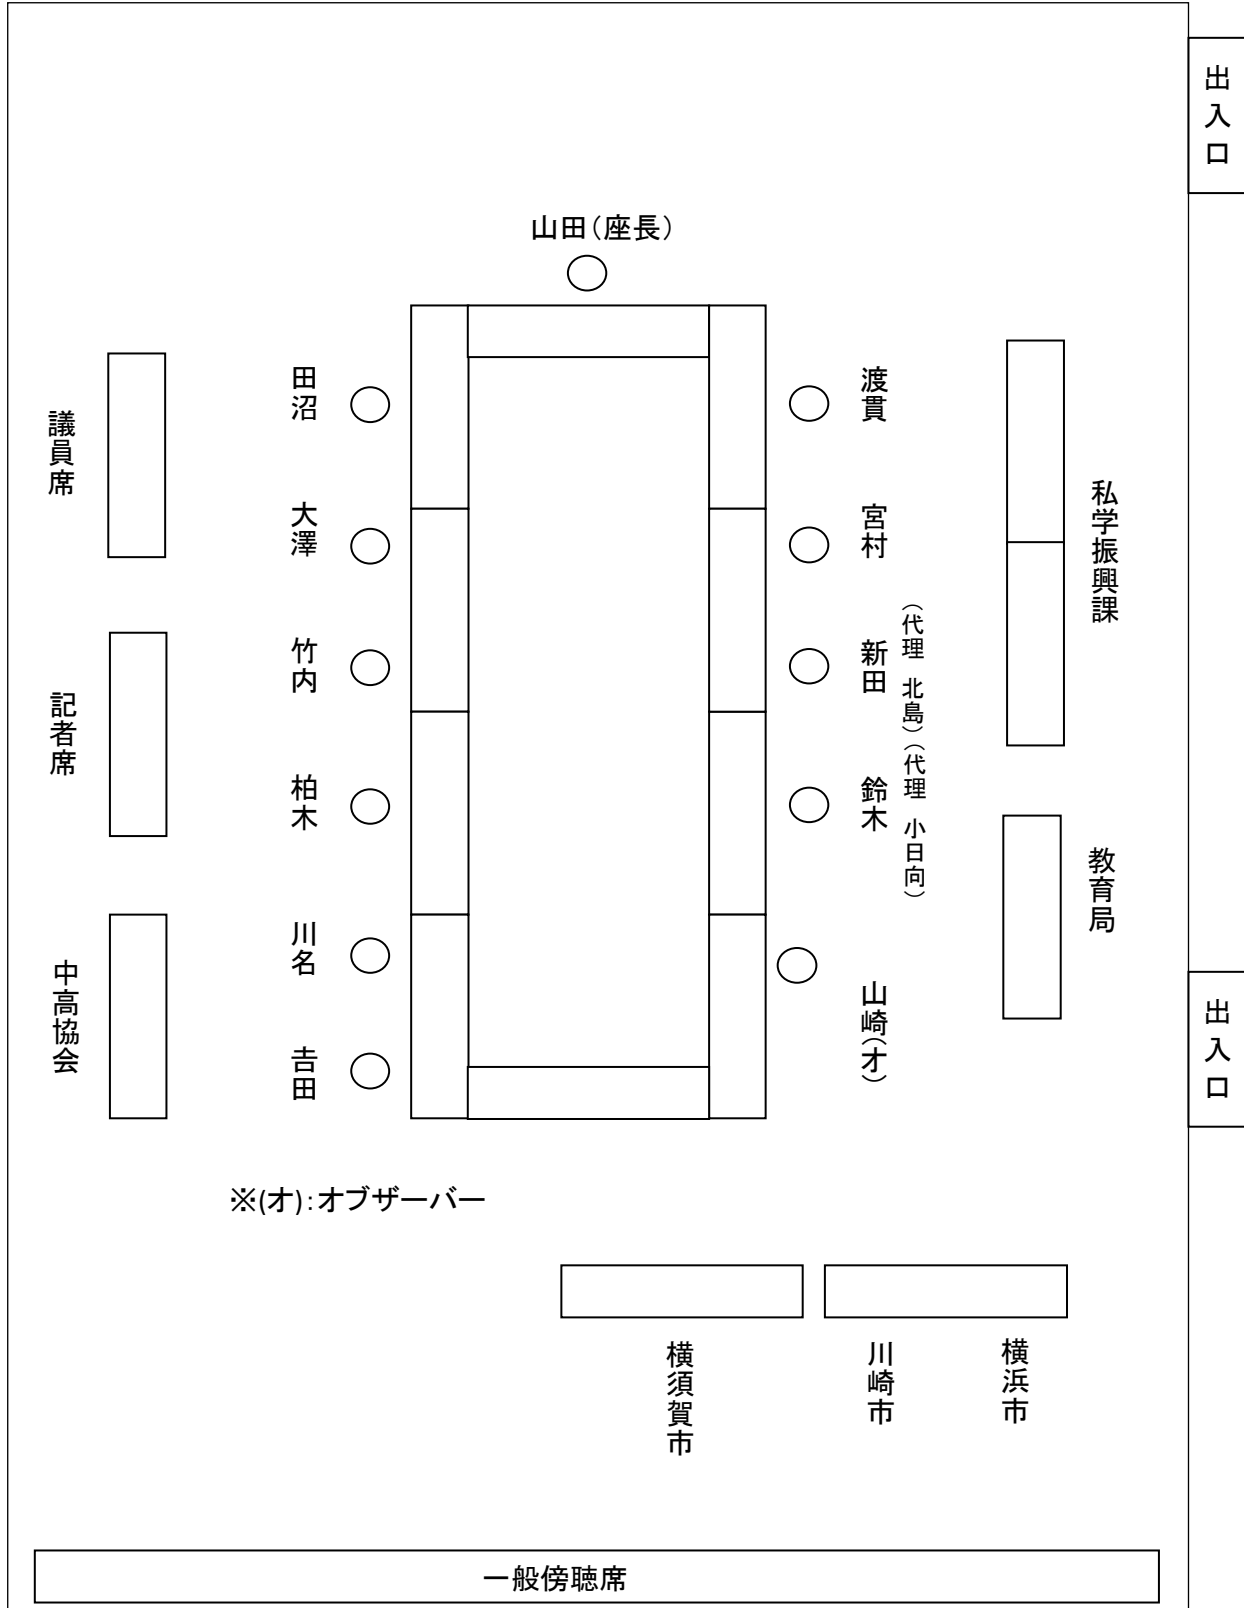 出入口
山田（座長）
田沼
渡貫
議員席
大澤
宮村
私学振興課
竹内
新田
（代理　北島）
記者席
柏木
鈴木
（代理　小日向）
教育局
川名
山崎（オ）
中高協会
𠮷田
出入口
※(オ)：オブザーバー
横須賀市
川崎市
横浜市
一般傍聴席